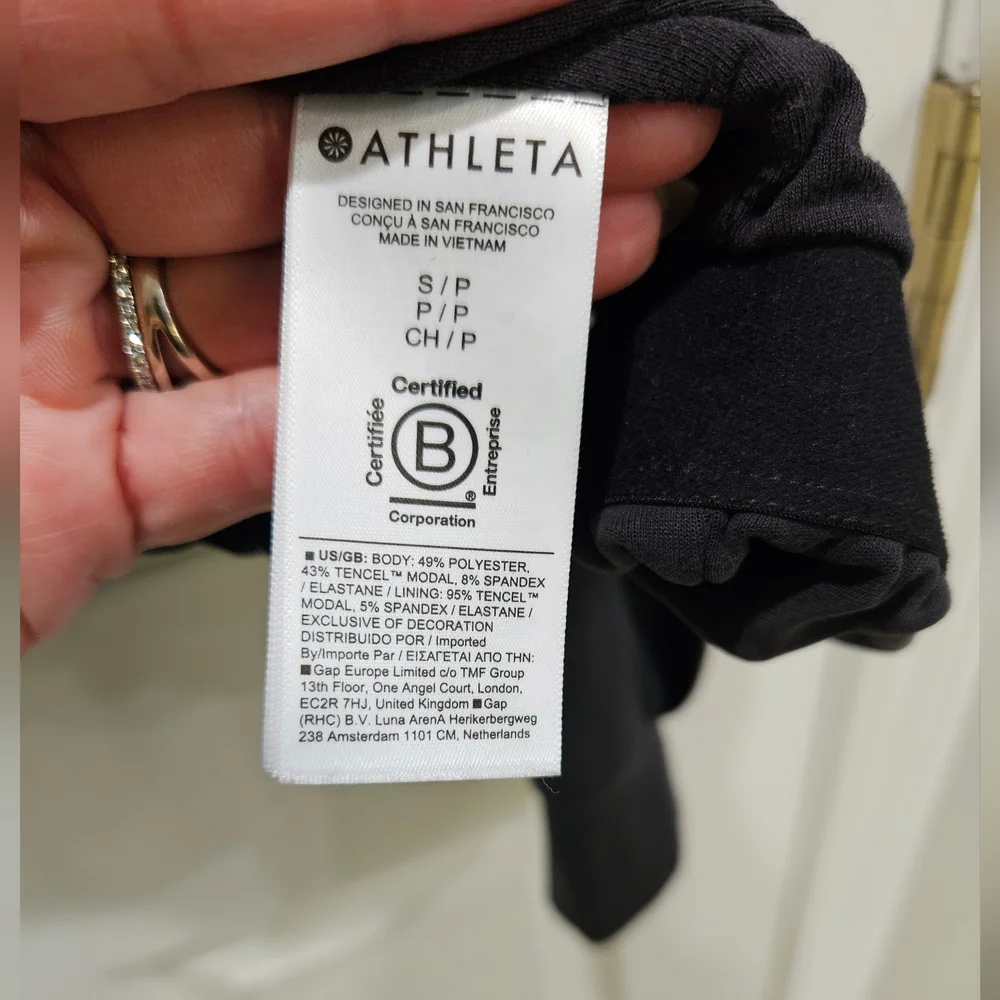 ATHLETA
DESIGNED IN SAN FRANCISCO
CONÇU À SAN FRANCISCO
MADE IN VIETNAM
S / P
P / P
CH / P
Certified
Certifiée
B
Entreprise
®
Corporation
■ US/GB: BODY: 49% POLYESTER,
43% TENCEL™ MODAL, 8% SPANDEX
/ ELASTANE / LINING: 95% TENCEL™
MODAL, 5% SPANDEX / ELASTANE /
EXCLUSIVE OF DECORATION
DISTRIBUIDO POR / Imported
By/Importe Par / ΕΙΣΑΓΕΤΑΙ ΑΠΟ ΤΗΝ:
■ Gap Europe Limited c/o TMF Group
13th Floor, One Angel Court, London,
EC2R 7HJ, United Kingdom ■ Gap
(RHC) B.V. Luna ArenA Herikerbergweg
238 Amsterdam 1101 CM, Netherlands